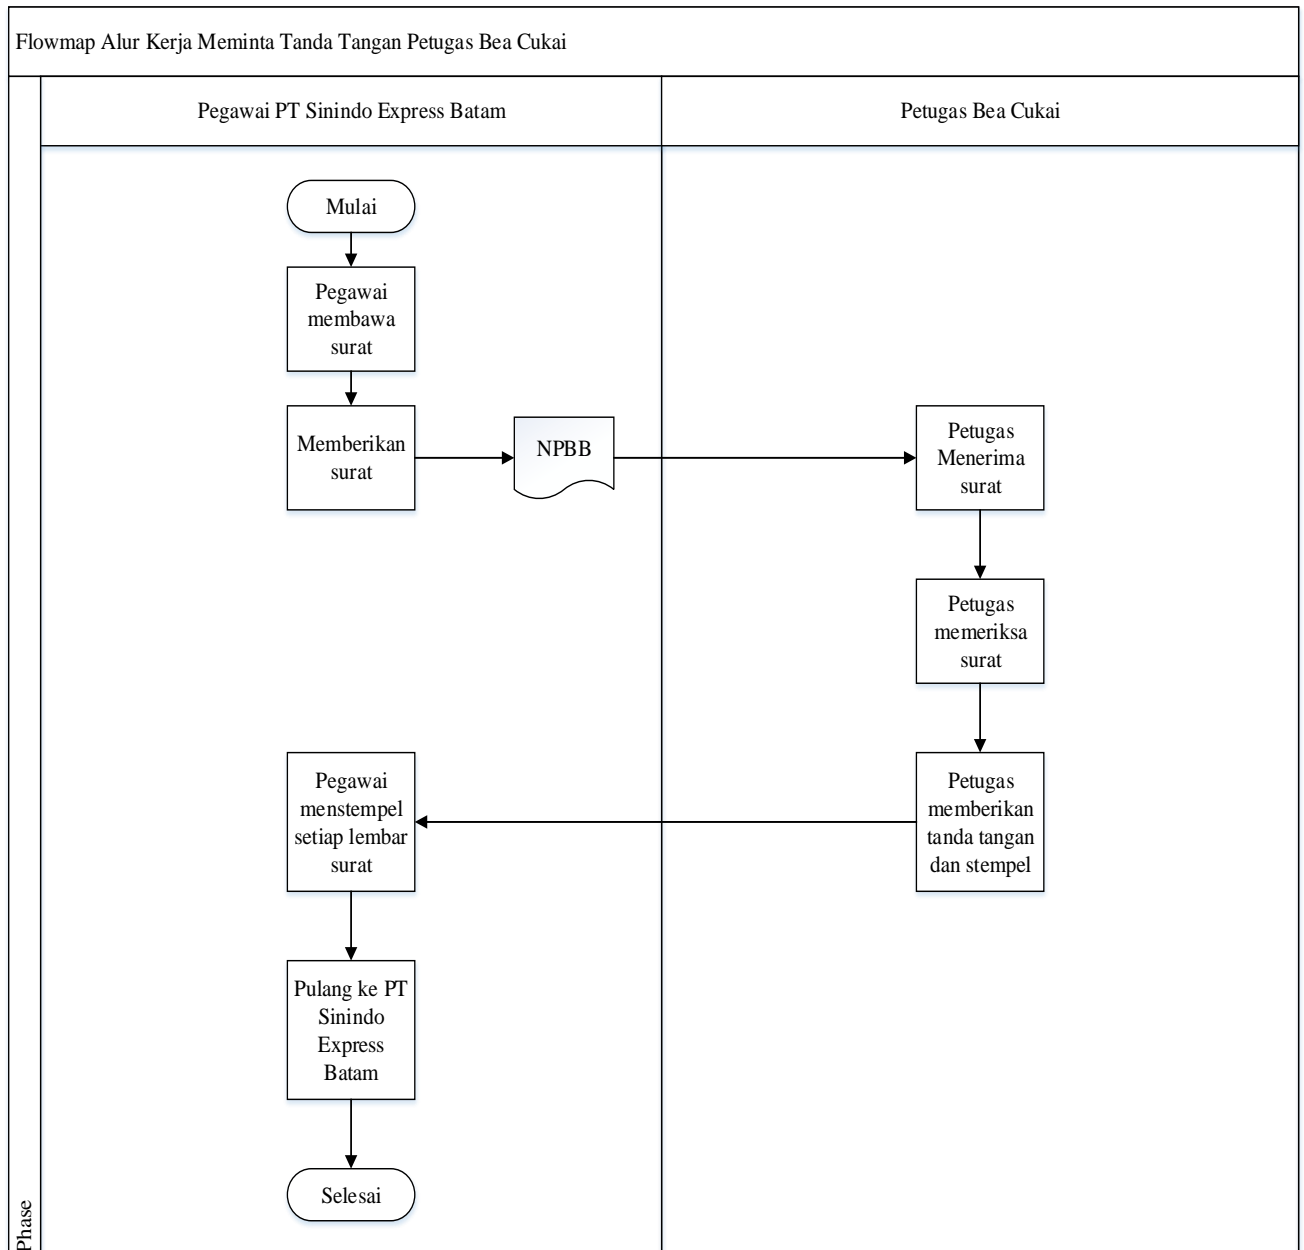 Flowmap Alur Kerja Meminta Tanda Tangan Petugas Bea Cukai
Pegawai PT Sinindo Express Batam
Petugas Bea Cukai
Mulai
Pegawai
membawa
surat
Memberikan
surat
NPBB
Petugas
Menerima
surat
Petugas
memeriksa
surat
Petugas
memberikan
tanda tangan
dan stempel
Pegawai
menstempel
setiap lembar
surat
Pulang ke PT
Sinindo
Express
Batam
Selesai
Phase